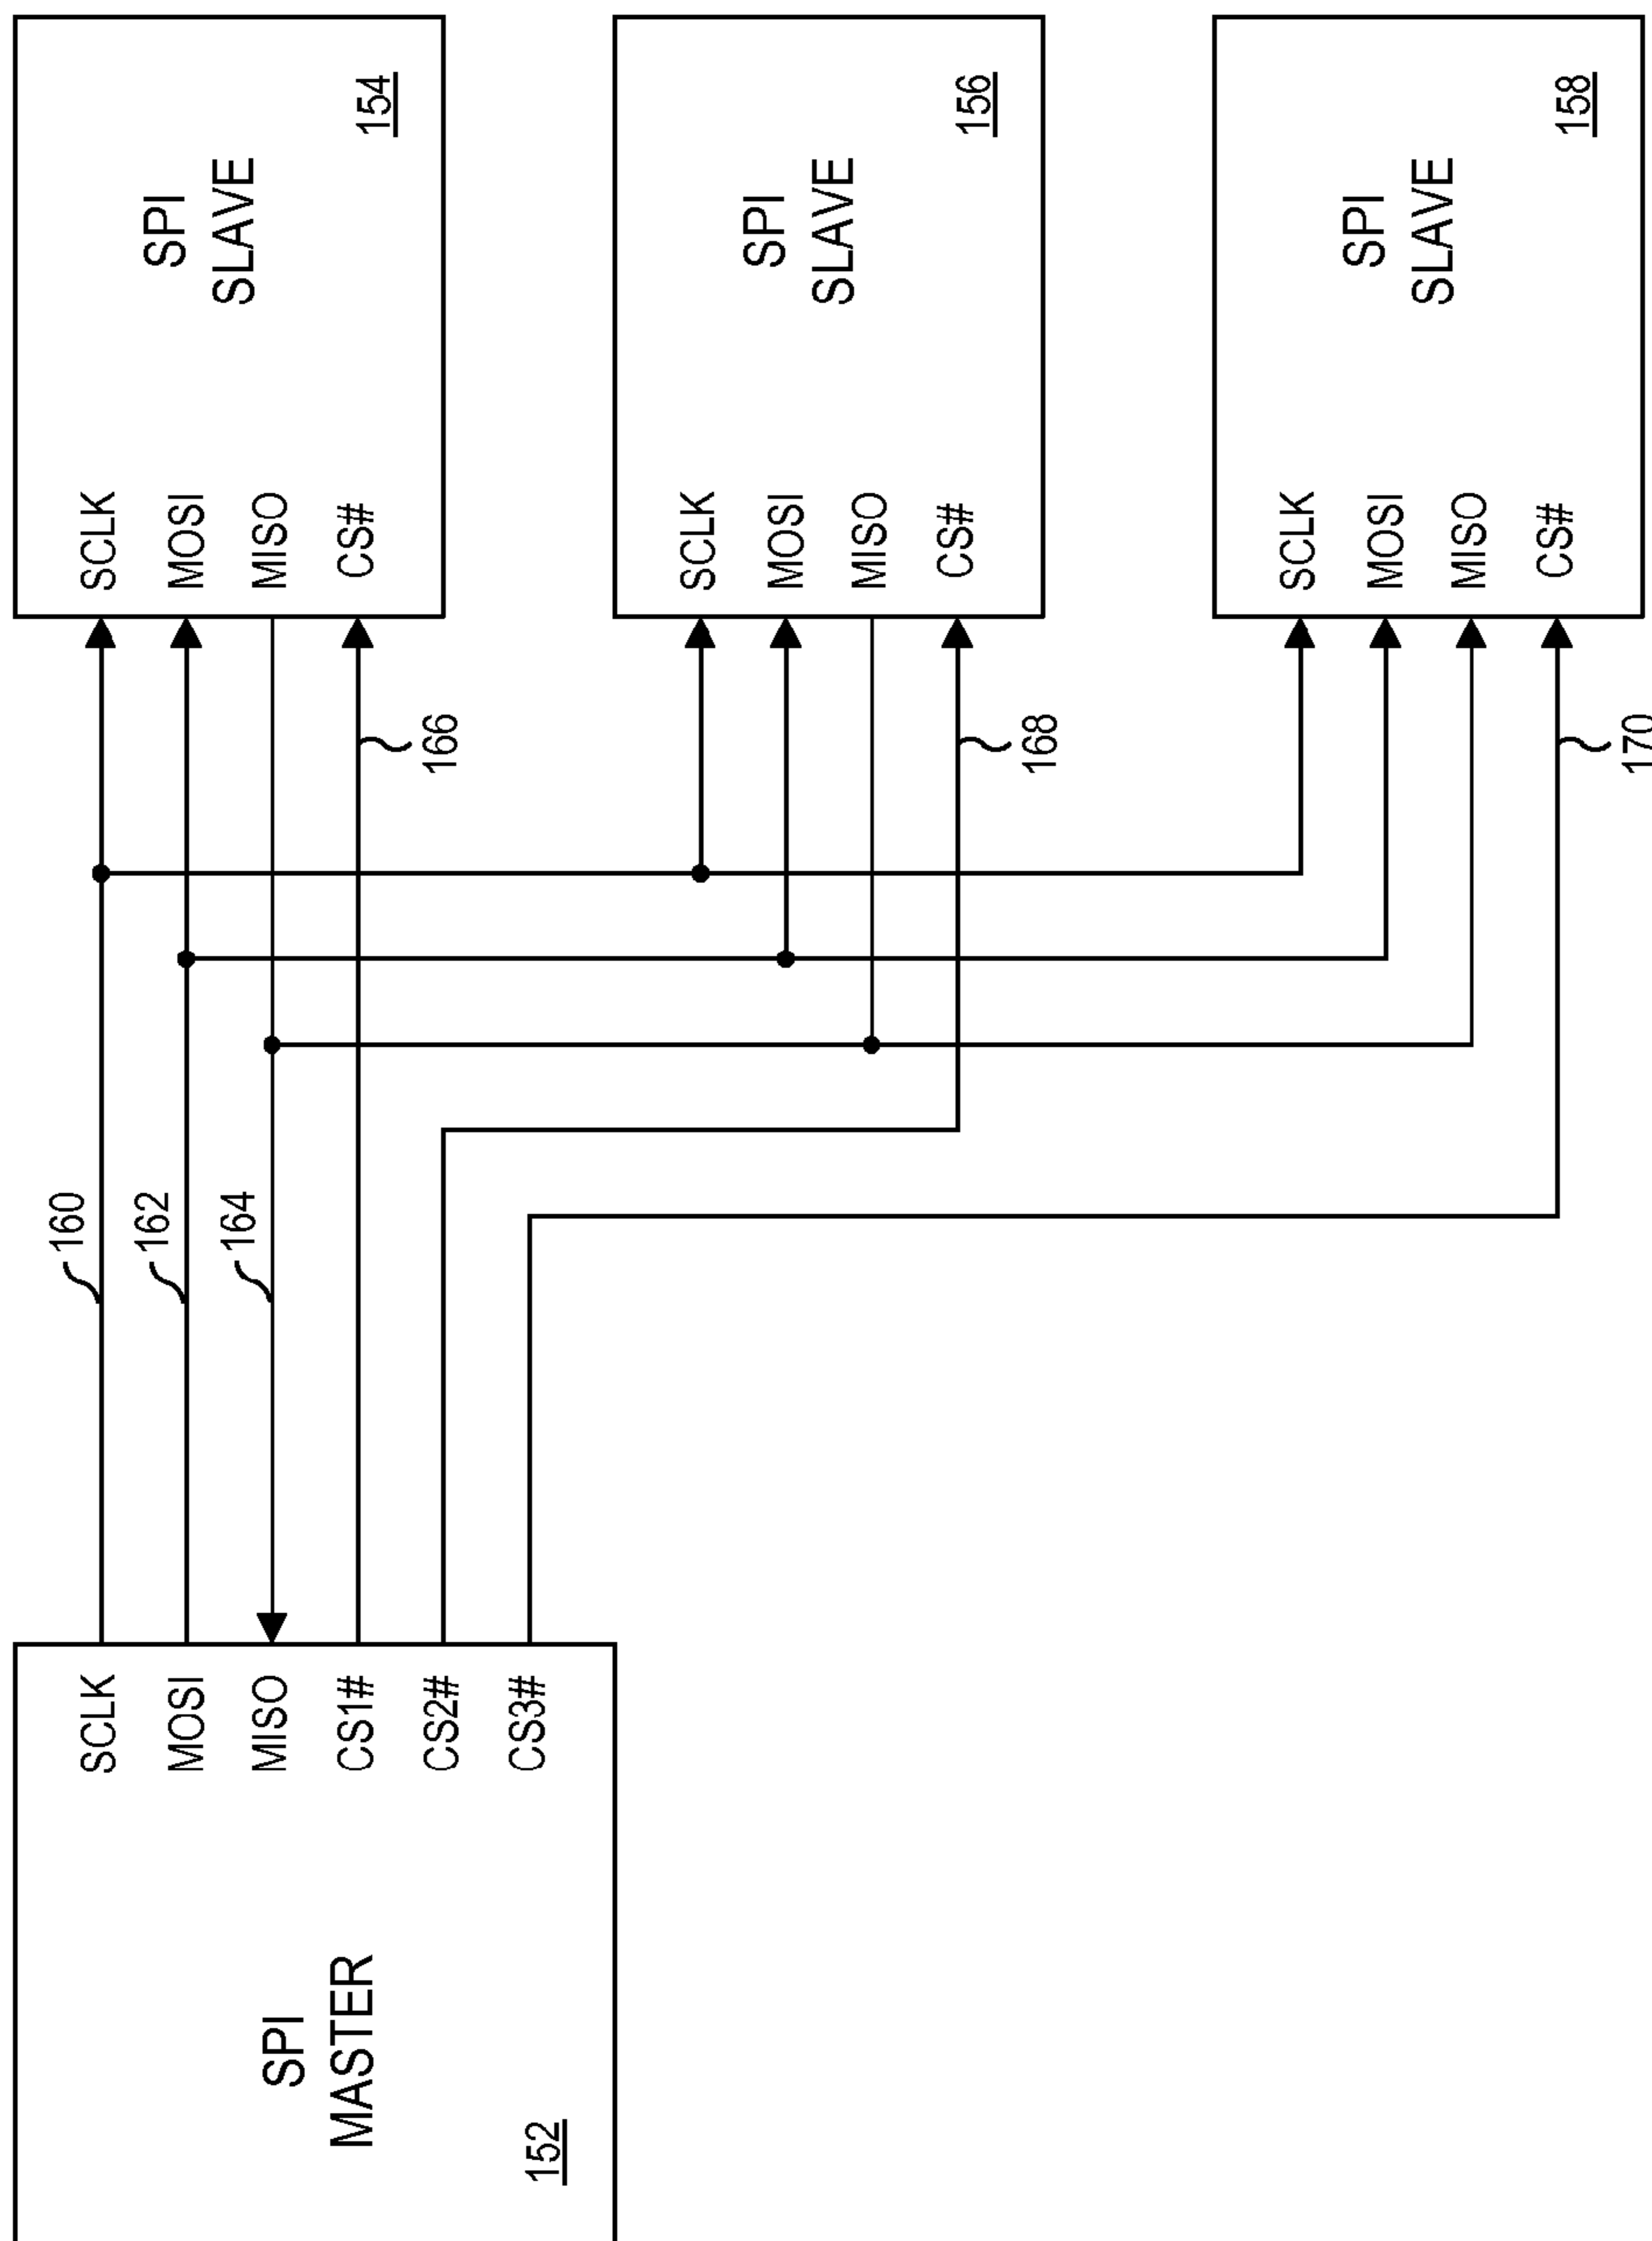 SPI
MASTER
152
SCLK
MOSI
MISO
CS1#
CS2#
CS3#
160
162
164
SCLK
MOSI
MISO
CS#
SPI
SLAVE
154
166
SCLK
MOSI
MISO
CS#
SPI
SLAVE
156
168
SCLK
MOSI
MISO
CS#
SPI
SLAVE
158
170